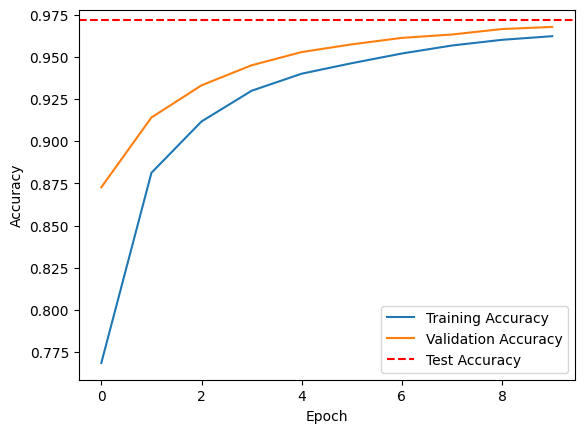 0.975
0.950
0.925
0.900
0.875
0.850
0.825
0.800
0.775
Accuracy
Training Accuracy
Validation Accuracy
Test Accuracy
0 2 4 6 8
Epoch